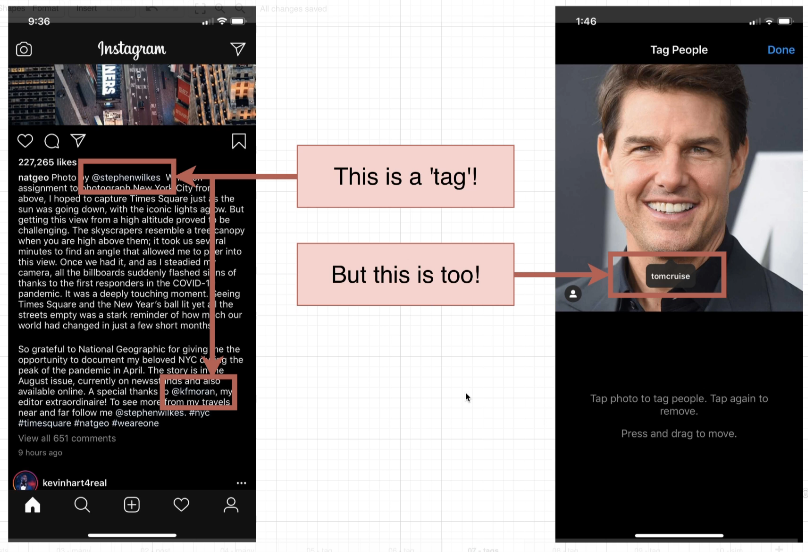 Format
All changes saved
9:36
Instagram
227,265 likes
natgeo Photo by @stephenwilkes
assignment to photograph New York City from
above, I hoped to capture Times Square just as the
sun was going down, with the iconic lights aglow. But
getting this view from a high altitude proved to be
challenging. The skyscrapers resemble a tree canopy
when you are high above them; it took us several
minutes to find an angle that allowed me to peer into
this view. Once we had it, and as I steadied my
camera, all the billboards suddenly flashed signs of
thanks to the first responders in the COVID-1
pandemic. It was a deeply touching moment. Seeing
Times Square and the New Year's ball lit yet all the
streets empty was a stark reminder of how much our
world had changed in just a few short months
So grateful to National Geographic for giving me the
opportunity to document my beloved NYC during the
peak of the pandemic in April. The story is in the
August issue, currently on newsstands and also
available online. A special thanks to @kfmoran, my
editor extraordinaire! To see more from my travels
near and far follow me @stephenwilkes. #nyc
#timesquare #natgeo #weareone
View all 651 comments
9 hours ago
kevinhart4real
This is a 'tag'!
But this is too!
1:46
Tag People
Done
tomcruise
Tap photo to tag people. Tap again to
remove.
Press and drag to move.